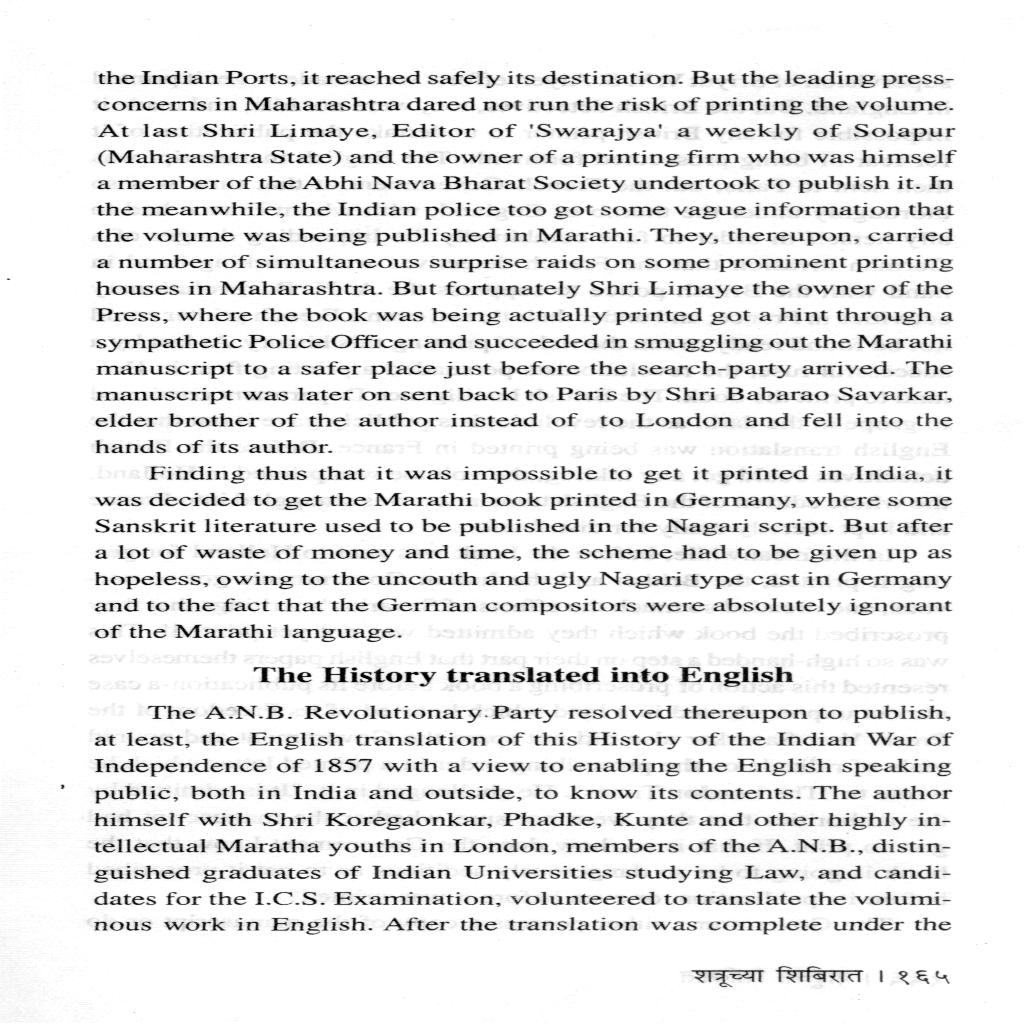 the Indian Ports, it reached safely its destination. But the leading press-
concerns in Maharashtra dared not run the risk of printing the volume.
At last Shri Limaye, Editor of 'Swarajya' a weekly of Solapur
(Maharashtra State) and the owner of a printing firm who was himself
a member of the Abhi Nava Bharat Society undertook to publish it. In
the meanwhile, the Indian police too got some vague information that
the volume was being published in Marathi. They, thereupon, carried
a number of simultaneous surprise raids on some prominent printing
houses in Maharashtra. But fortunately Shri Limaye the owner of the
Press, where the book was being actually printed got a hint through a
sympathetic Police Officer and succeeded in smuggling out the Marathi
manuscript to a safer place just before the search-party arrived. The
manuscript was later on sent back to Paris by Shri Babarao Savarkar,
elder brother of the author instead of to London and fell into the
hands of its author.
Finding thus that it was impossible to get it printed in India, it
was decided to get the Marathi book printed in Germany, where some
Sanskrit literature used to be published in the Nagari script. But after
a lot of waste of money and time, the scheme had to be given up as
hopeless, owing to the uncouth and ugly Nagari type cast in Germany
and to the fact that the German compositors were absolutely ignorant
of the Marathi language.
The History translated into English
The A.N.B. Revolutionary Party resolved thereupon to publish,
at least, the English translation of this History of the Indian War of
Independence of 1857 with a view to enabling the English speaking
public, both in India and outside, to know its contents. The author
himself with Shri Koregaonkar, Phadke, Kunte and other highly in-
tellectual Maratha youths in London, members of the A.N.B., distin-
guished graduates of Indian Universities studying Law, and candi-
dates for the I.C.S. Examination, volunteered to translate the volumi-
nous work in English. After the translation was complete under the
शत्रूच्या शिबिरात । १६५